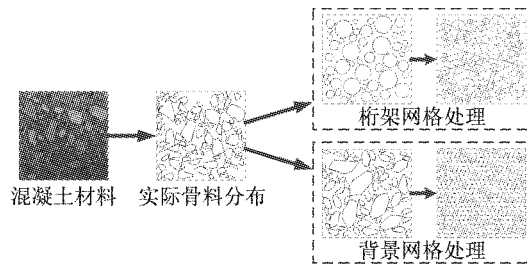 混凝土材料
实际骨料分布
桁架网格处理
背景网格处理